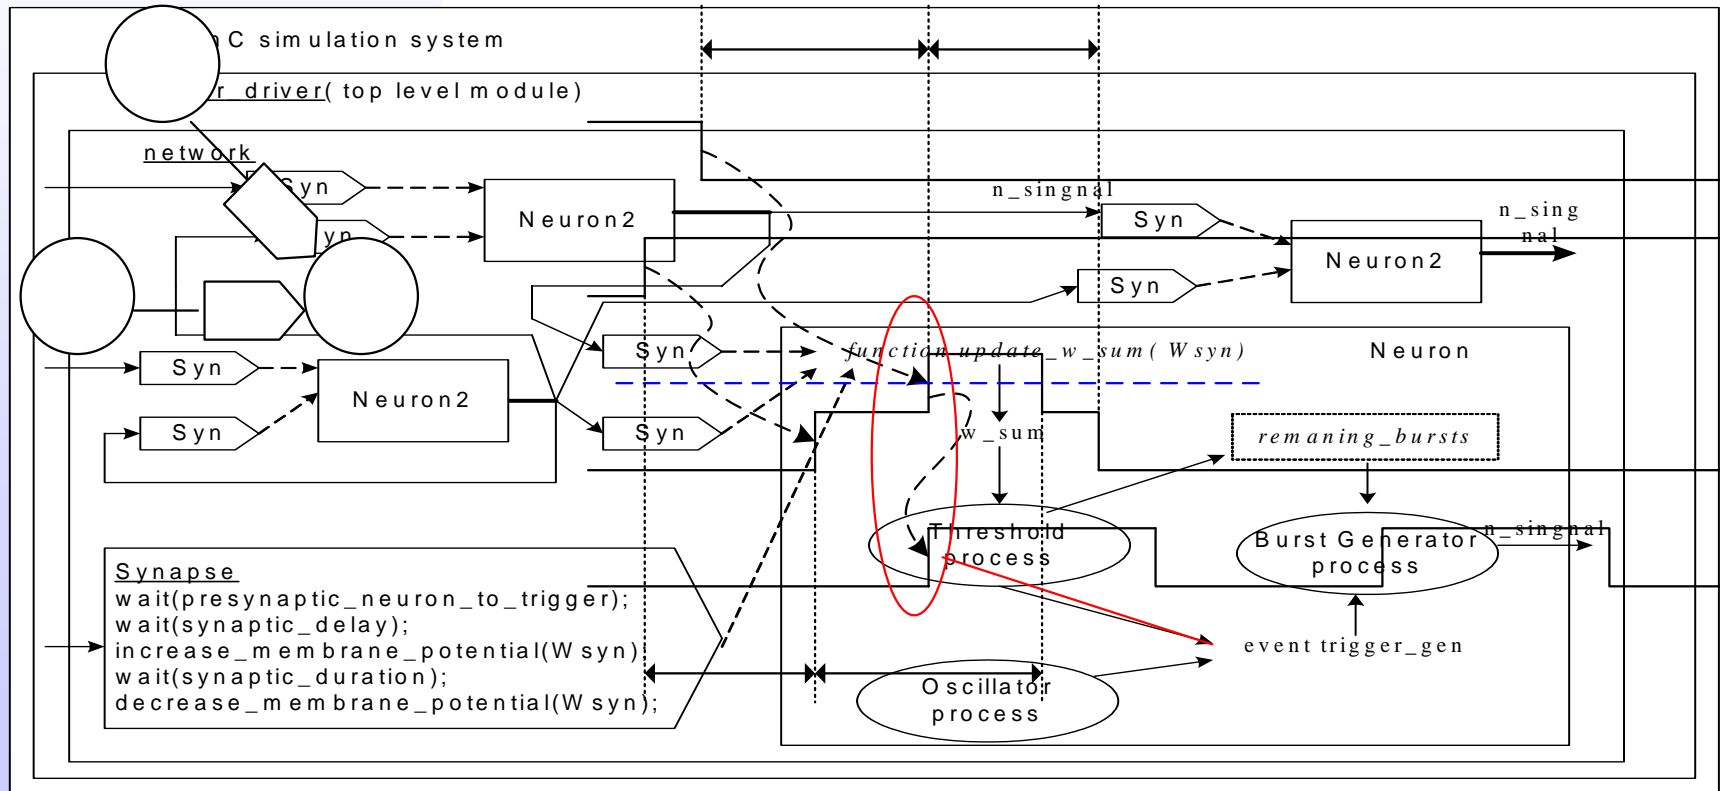 C simulation system
r_driver( top level module)
network
Syn
yn
Neuron2
n_singnal
Syn
Syn
Neuron2
n_sing
nal
Syn
Syn
Neuron2
Syn
Syn
function update_w_sum( Wsyn)
Neuron
w_sum
remaning_bursts
Threshold
process
Burst Generator
process
n_singnal
event trigger_gen
Oscillator
process
Synapse
wait(presynaptic_neuron_to_trigger);
wait(synaptic_delay);
increase_membrane_potential(Wsyn)
wait(synaptic_duration);
decrease_membrane_potential(Wsyn);